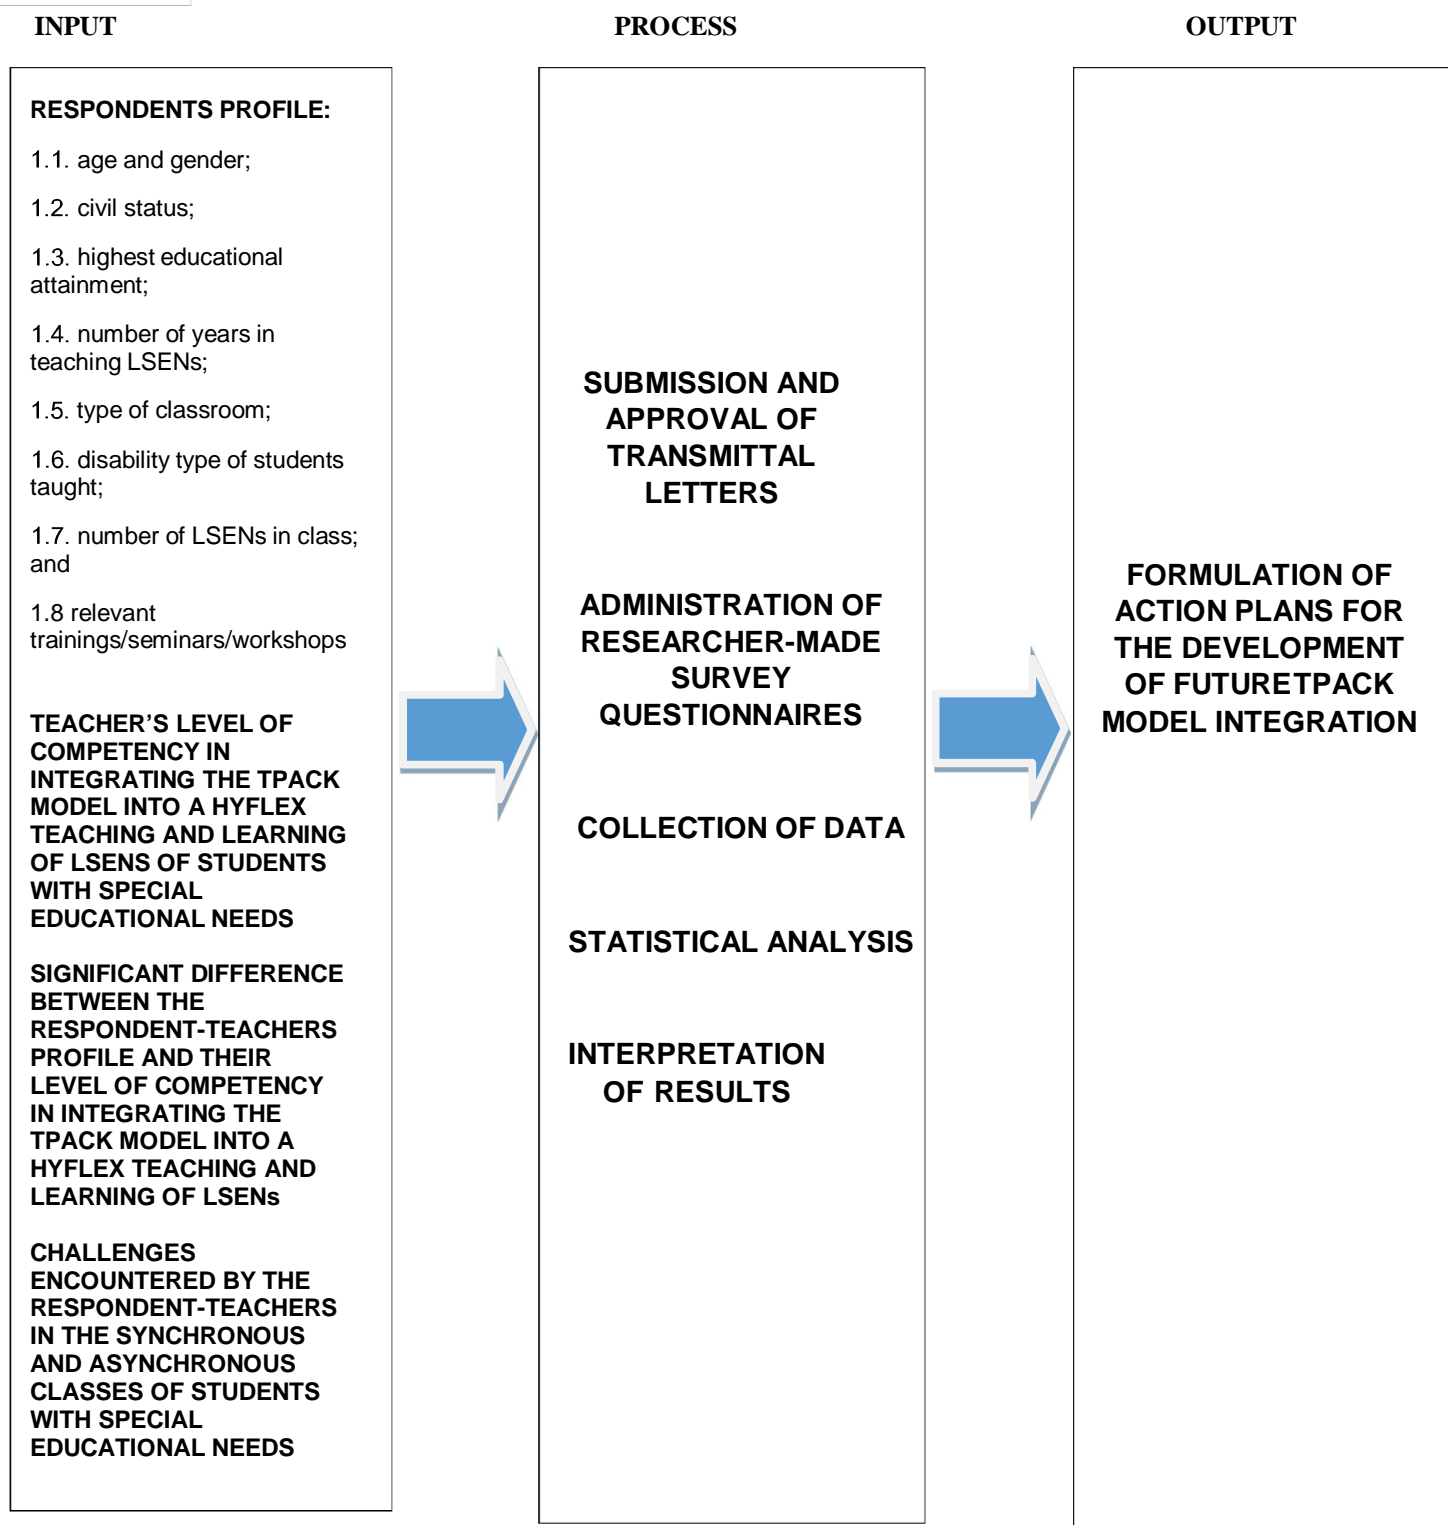 INPUT
PROCESS
OUTPUT
RESPONDENTS PROFILE:
1.1. age and gender;
1.2. civil status;
1.3. highest educational
attainment;
1.4. number of years in
teaching LSENs;
1.5. type of classroom;
1.6. disability type of students
taught;
1.7. number of LSENs in class;
and
1.8 relevant
trainings/seminars/workshops
TEACHER’S LEVEL OF
COMPETENCY IN
INTEGRATING THE TPACK
MODEL INTO A HYFLEX
TEACHING AND LEARNING
OF LSENS OF STUDENTS
WITH SPECIAL
EDUCATIONAL NEEDS
SIGNIFICANT DIFFERENCE
BETWEEN THE
RESPONDENT-TEACHERS
PROFILE AND THEIR
LEVEL OF COMPETENCY
IN INTEGRATING THE
TPACK MODEL INTO A
HYFLEX TEACHING AND
LEARNING OF LSENs
CHALLENGES
ENCOUNTERED BY THE
RESPONDENT-TEACHERS
IN THE SYNCHRONOUS
AND ASYNCHRONOUS
CLASSES OF STUDENTS
WITH SPECIAL
EDUCATIONAL NEEDS
SUBMISSION AND
APPROVAL OF
TRANSMITTAL
LETTERS
ADMINISTRATION OF
RESEARCHER-MADE
SURVEY
QUESTIONNAIRES
COLLECTION OF DATA
STATISTICAL ANALYSIS
INTERPRETATION
OF RESULTS
FORMULATION OF
ACTION PLANS FOR
THE DEVELOPMENT
OF FUTURETPACK
MODEL INTEGRATION